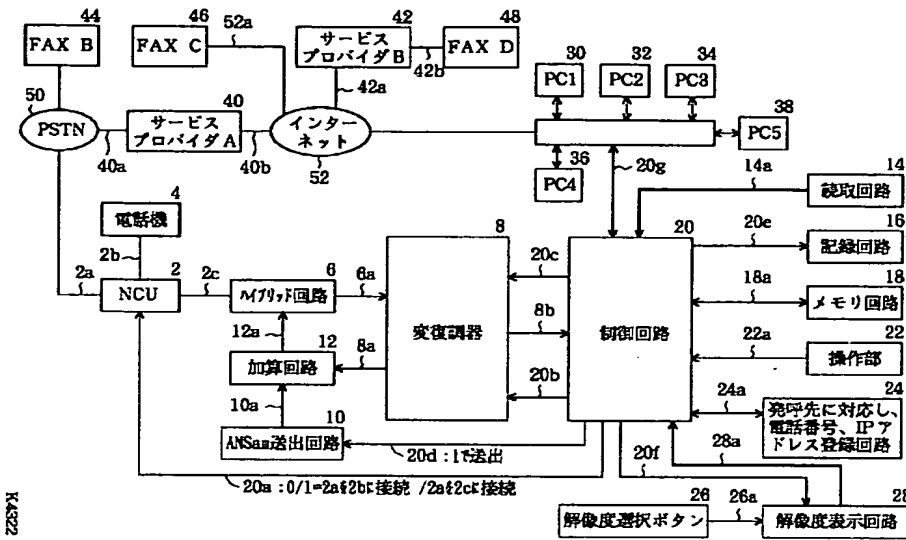 44
FAX B
46
FAX C
52a
42
サービス
プロバイダB
42b
48
FAX D
42a
30
PC1
32
PC2
34
PC3
38
PC5
36
PC4
50
PSTN
40a
40
サービス
プロバイダA
40b
インター
ネット
52
20g
14a
14
読取回路
20e
16
記録回路
18a
18
メモリ回路
22a
22
操作部
24a
24
発呼先に対応し、
電話番号、IPア
ドレス登録回路
4
電話機
2b
2a
2
NCU
2c
6
ハイブリッド回路
6a
12a
12
加算回路
8a
10a
10
ANSam送出回路
8
変復調器
20c
8b
20b
20
制御回路
20d:1で送出
20a:0/1=2aを2bに接続/2aを2cに接続
20f
28a
26
解像度選択ボタン
26a
28
解像度表示回路
K4322